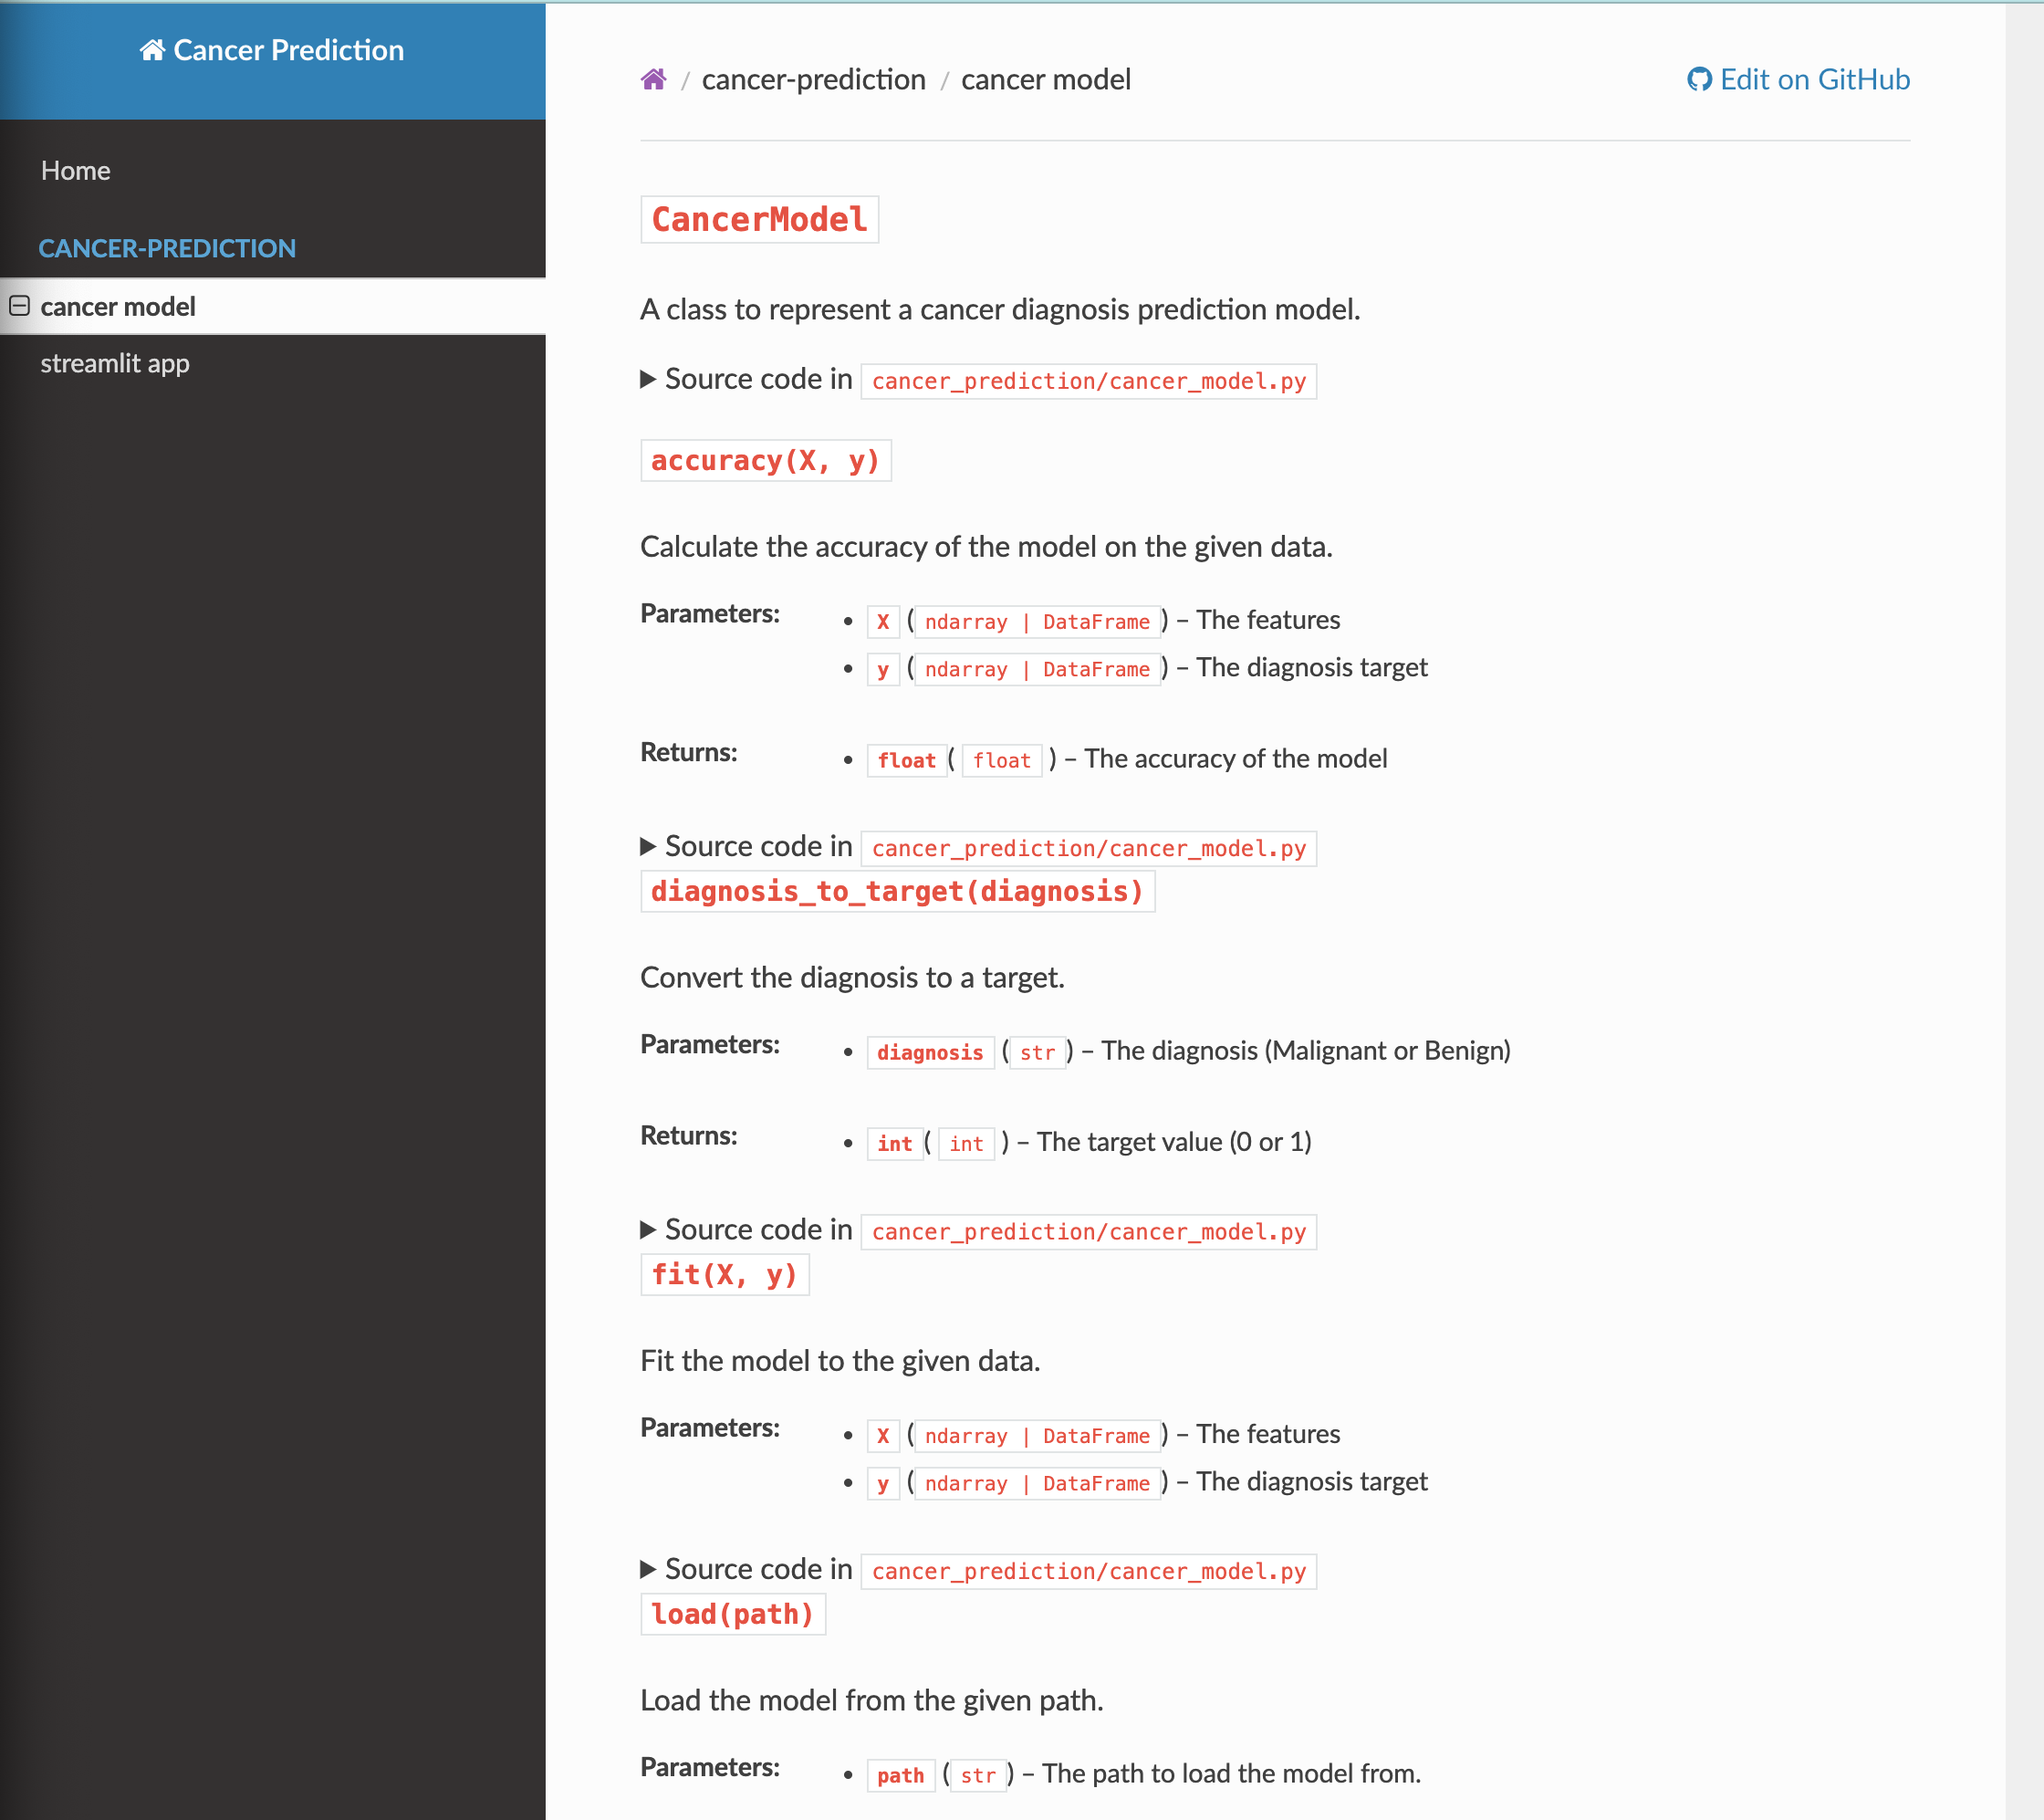 Cancer Prediction
Home
CANCER-PREDICTION
cancer model
streamlit app
/ cancer-prediction / cancer model
Edit on GitHub
CancerModel
A class to represent a cancer diagnosis prediction model.
Source code in cancer_prediction/cancer_model.py
accuracy(X, y)
Calculate the accuracy of the model on the given data.
Parameters:
• X (ndarray | DataFrame) – The features
• y (ndarray | DataFrame) – The diagnosis target
Returns:
• float( float ) – The accuracy of the model
Source code in cancer_prediction/cancer_model.py
diagnosis_to_target(diagnosis)
Convert the diagnosis to a target.
Parameters:
• diagnosis (str) – The diagnosis (Malignant or Benign)
Returns:
• int( int ) – The target value (0 or 1)
Source code in cancer_prediction/cancer_model.py
fit(X, y)
Fit the model to the given data.
Parameters:
• X (ndarray | DataFrame) – The features
• y (ndarray | DataFrame) – The diagnosis target
Source code in cancer_prediction/cancer_model.py
load(path)
Load the model from the given path.
Parameters:
• path (str) – The path to load the model from.